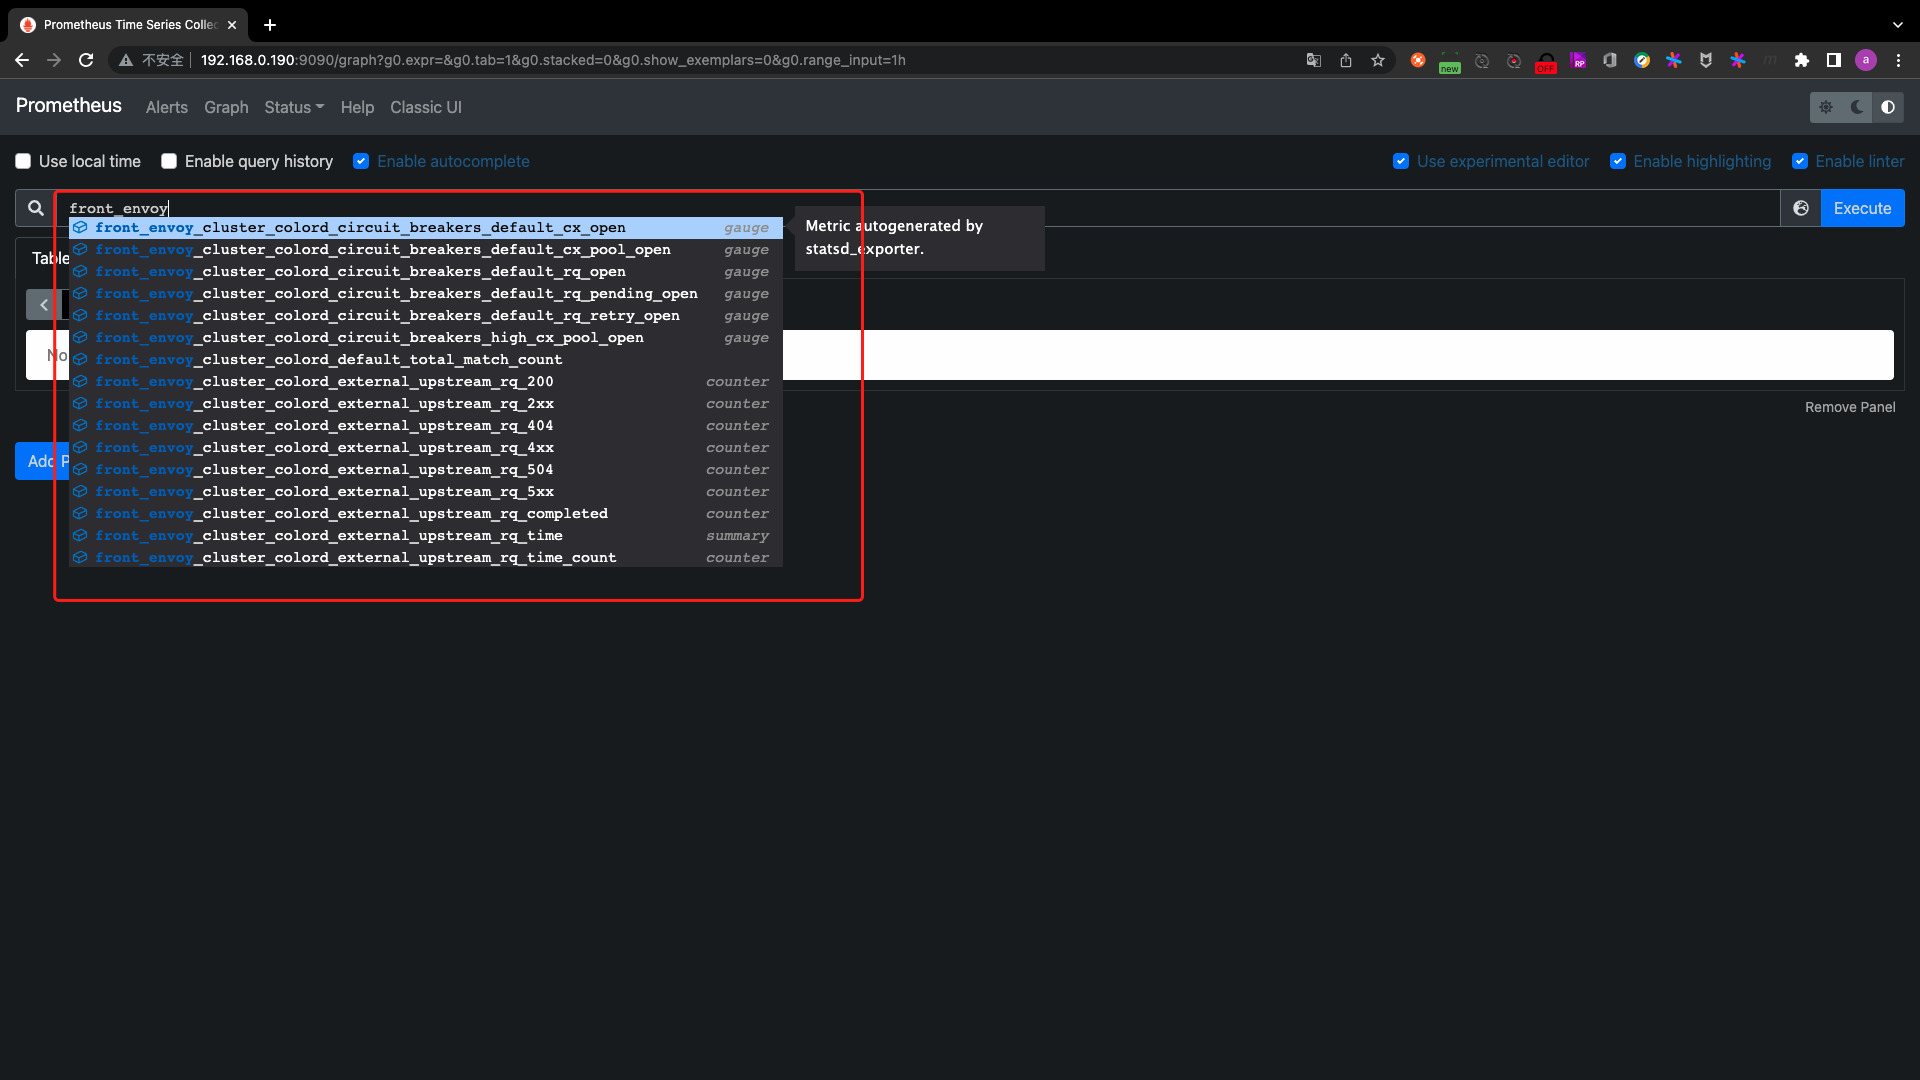 Prometheus Time Series Collec
不安全 192.168.0.190:9090/graph?g0.expr=&g0.tab=1&g0.stacked=0&g0.show_exemplars=0&g0.range_input=1h
new OFF RP m a
Prometheus Alerts Graph Status Help Classic UI
Use local time Enable query history Enable autocomplete Use experimental editor Enable highlighting Enable linter
front_envoy Execute
front_envoy_cluster_colord_circuit_breakers_default_cx_open gauge
Metric autogenerated by
statsd_exporter.
front_envoy_cluster_colord_circuit_breakers_default_cx_pool_open gauge
Table
front_envoy_cluster_colord_circuit_breakers_default_rq_open gauge
front_envoy_cluster_colord_circuit_breakers_default_rq_pending_open gauge
front_envoy_cluster_colord_circuit_breakers_default_rq_retry_open gauge
front_envoy_cluster_colord_circuit_breakers_high_cx_pool_open gauge
No
front_envoy_cluster_colord_default_total_match_count
front_envoy_cluster_colord_external_upstream_rq_200 counter
front_envoy_cluster_colord_external_upstream_rq_2xx counter
Remove Panel
front_envoy_cluster_colord_external_upstream_rq_404 counter
front_envoy_cluster_colord_external_upstream_rq_4xx counter
Add P
front_envoy_cluster_colord_external_upstream_rq_504 counter
front_envoy_cluster_colord_external_upstream_rq_5xx counter
front_envoy_cluster_colord_external_upstream_rq_completed counter
front_envoy_cluster_colord_external_upstream_rq_time summary
front_envoy_cluster_colord_external_upstream_rq_time_count counter